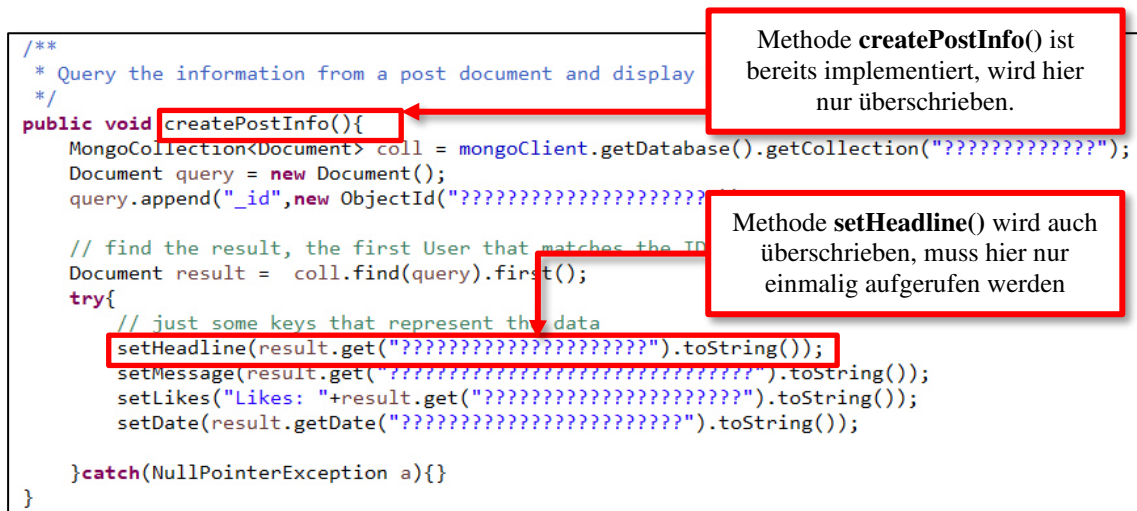 /**
 * Query the information from a post document and display
 */
public void createPostInfo(){
    MongoCollection<Document> coll = mongoClient.getDatabase().getCollection("?????????????");
    Document query = new Document();
    query.append("_id",new ObjectId("?????????????????????
    // find the result, the first User that matches the ID
    Document result =  coll.find(query).first();
    try{
        // just some keys that represent the data
        setHeadline(result.get("?????????????????????").toString());
        setMessage(result.get("???????????????????????????????").toString());
        setLikes("Likes: "+result.get("??????????????????????").toString());
        setDate(result.getDate("????????????????????????").toString());
    }catch(NullPointerException a){}
}
Methode createPostInfo() ist
bereits implementiert, wird hier
nur überschrieben.
Methode setHeadline() wird auch
überschrieben, muss hier nur
einmalig aufgerufen werden